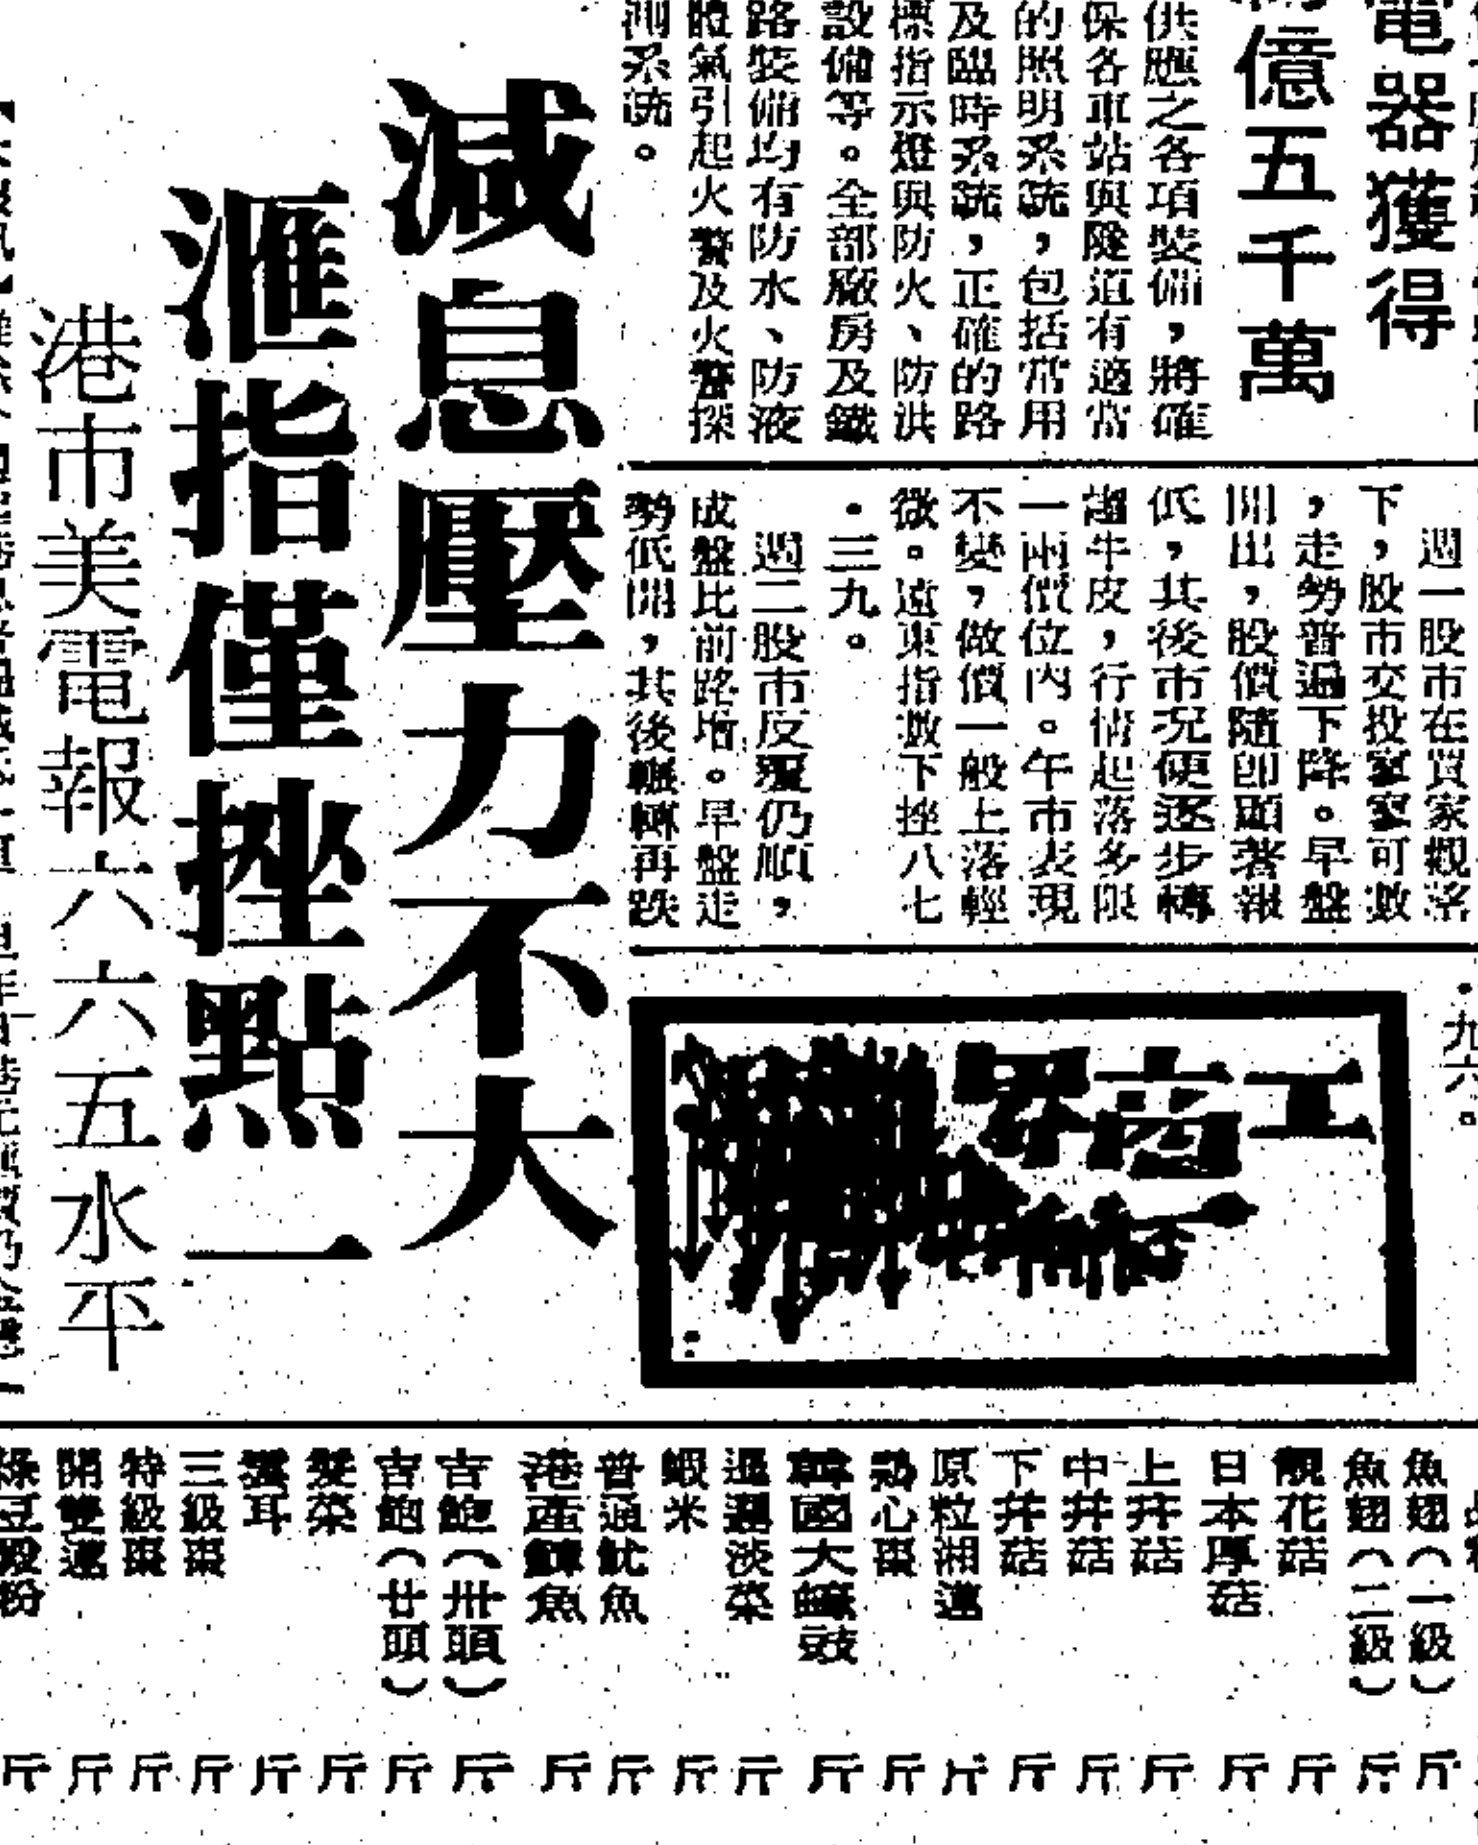 電器獲得
億五千萬
供應之各項裝備，將確
保各車站與隧道有適當
的照明系統，包括常用
及臨時系統，正確的路
標指示燈與防火、防洪
設備等。全部廠房及鐵
路裝備均有防水、防液
體氣引起火警及火警探
測系統。
週一股市在買家觀望
下，股市交投寥寥可數
，走勢普遍下降。早盤
開出，股價隨即顯著報
低，其後市況便逐步轉
趨牛皮，行情起落多限
一兩價位內。午市表現
不變，做價一般上落輕
微。遠東指數下挫八七
・三九。
週二股市反覆仍順，
成盤比前路增。早盤走
勢低開，其後輾轉再跌
・九六。
工商界
一
減息壓力不大
滙指僅挫點一
港市美電報六六五水平
魚翅（一級）　斤
魚翅（二級）　斤
靚花菇　斤
日本厚菇　斤
上茾菇　斤
中茾菇　斤
下茾菇　斤
原粒湘蓮　斤
鷄心棗　斤
韓國大蠔豉　斤
淡菜　斤
蝦米　斤
普通魷魚　斤
港產魚　斤
吉鮑（卅頭）　斤
吉鮑（廿頭）　斤
髮菜　斤
耳　斤
三級棗　斤
特級棗　斤
開雙蓮　斤
綠豆粉　斤